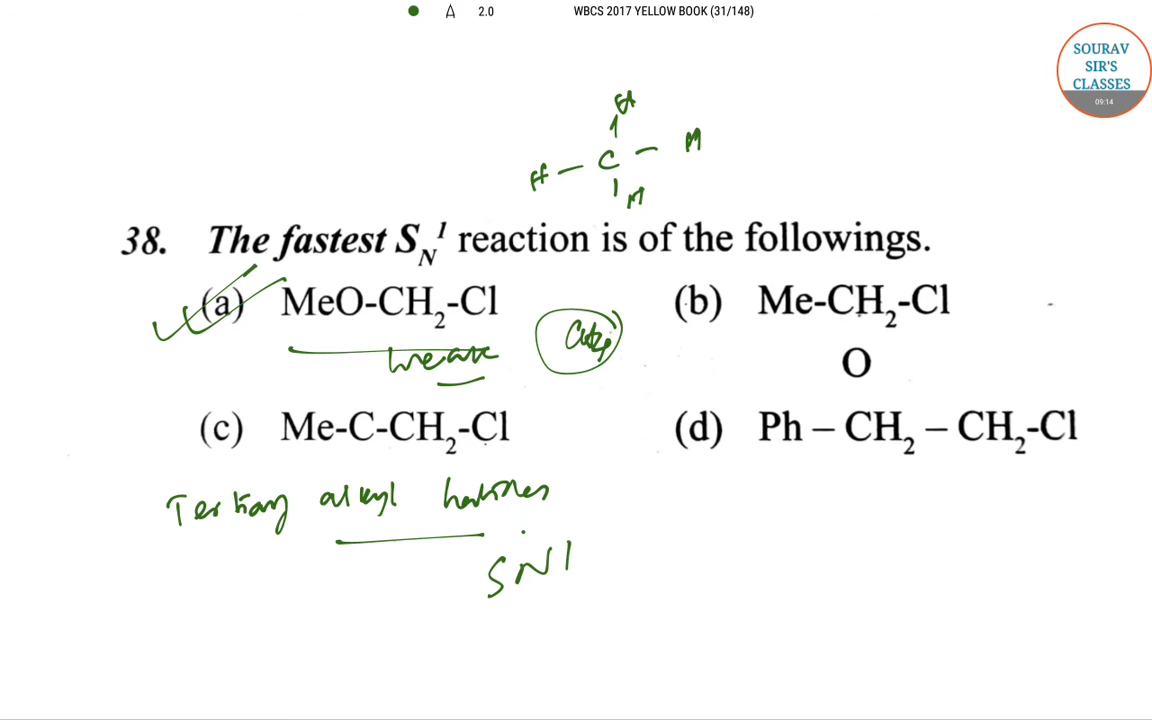 A 2.0 WBCS 2017 YELLOW BOOK (31/148)
SOURAV
SIR'S
CLASSES
09:14
C
38. The fastest S_N^1 reaction is of the followings.
(a) MeO-CH₂-Cl (b) Me-CH₂-Cl
O
(c) Me-C-CH₂-Cl (d) Ph – CH₂ – CH₂-Cl
Tertiary alkyl halides
SN1